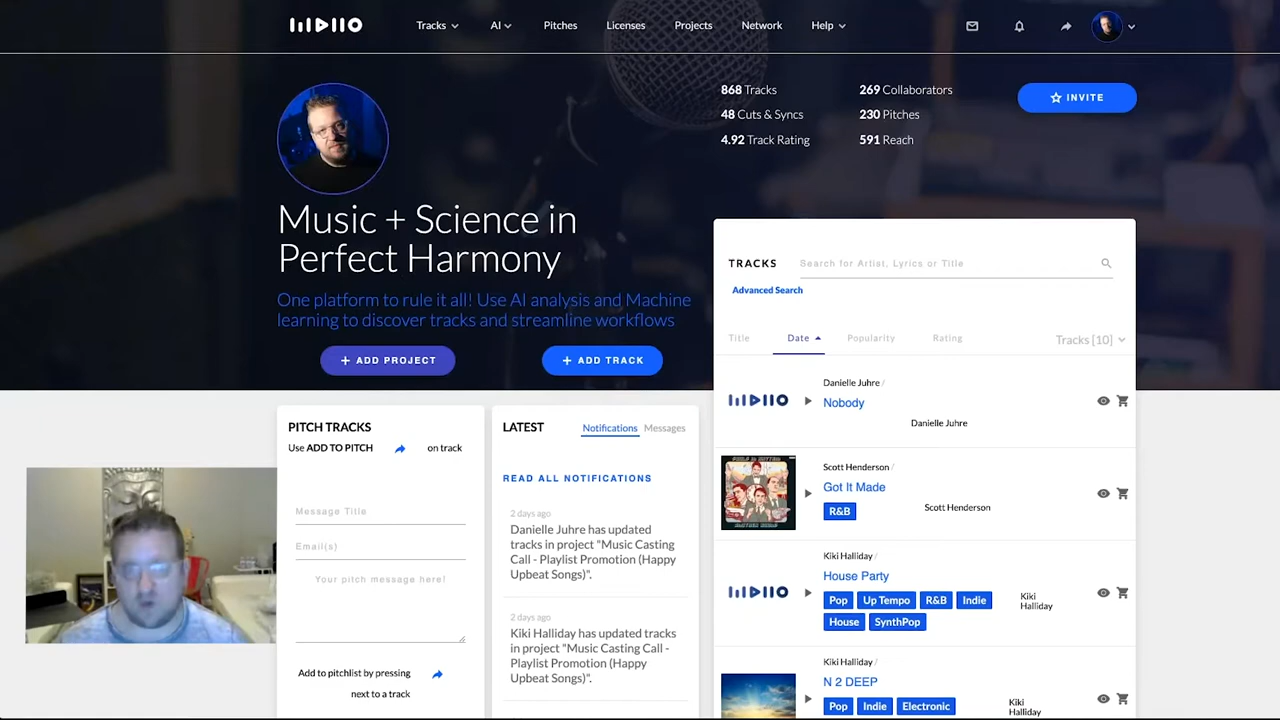 Tracks
AI
Pitches
Licenses
Projects
Network
Help
868 Tracks
269 Collaborators
48 Cuts & Syncs
230 Pitches
4.92 Track Rating
591 Reach
INVITE
Music + Science in
Perfect Harmony
One platform to rule it all! Use AI analysis and Machine
learning to discover tracks and streamline workflows
+ ADD PROJECT
+ ADD TRACK
PITCH TRACKS
Use ADD TO PITCH on track
Message Title
Email(s)
Your pitch message here!
Add to pitchlist by pressing
next to a track
LATEST
Notifications
Messages
READ ALL NOTIFICATIONS
2 days ago
Danielle Juhre has updated
tracks in project "Music Casting
Call - Playlist Promotion (Happy
Upbeat Songs)".
2 days ago
Kiki Halliday has updated tracks
in project "Music Casting Call -
Playlist Promotion (Happy
Upbeat Songs)".
TRACKS
Search for Artist, Lyrics or Title
Advanced Search
Title
Date
Popularity
Rating
Tracks [10]
Danielle Juhre /
Nobody
Danielle Juhre
Scott Henderson /
Got It Made
R&B
Scott Henderson
Kiki Halliday /
House Party
Pop
Up Tempo
R&B
Indie
House
SynthPop
Kiki
Halliday
Kiki Halliday /
N 2 DEEP
Pop
Indie
Electronic
Kiki
Halliday